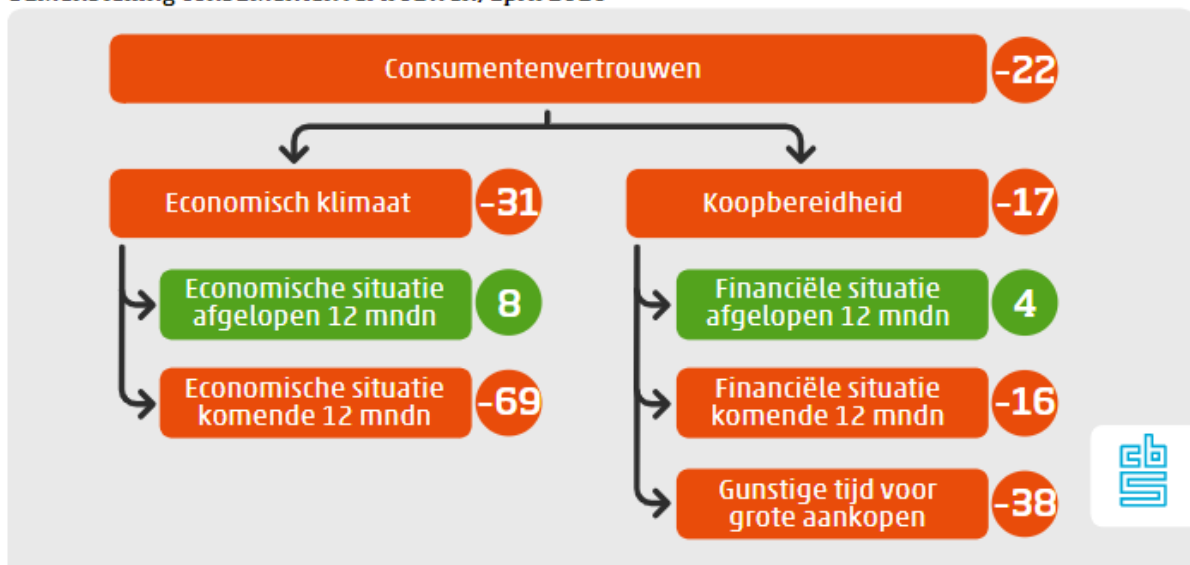 Consumentenvertrouwen
-22
Economisch klimaat
-31
Koopbereidheid
-17
Economische situatie
afgelopen 12 mndn
8
Financiële situatie
afgelopen 12 mndn
4
Economische situatie
komende 12 mndn
-69
Financiële situatie
komende 12 mndn
-16
Gunstige tijd voor
grote aankopen
-38
cbs